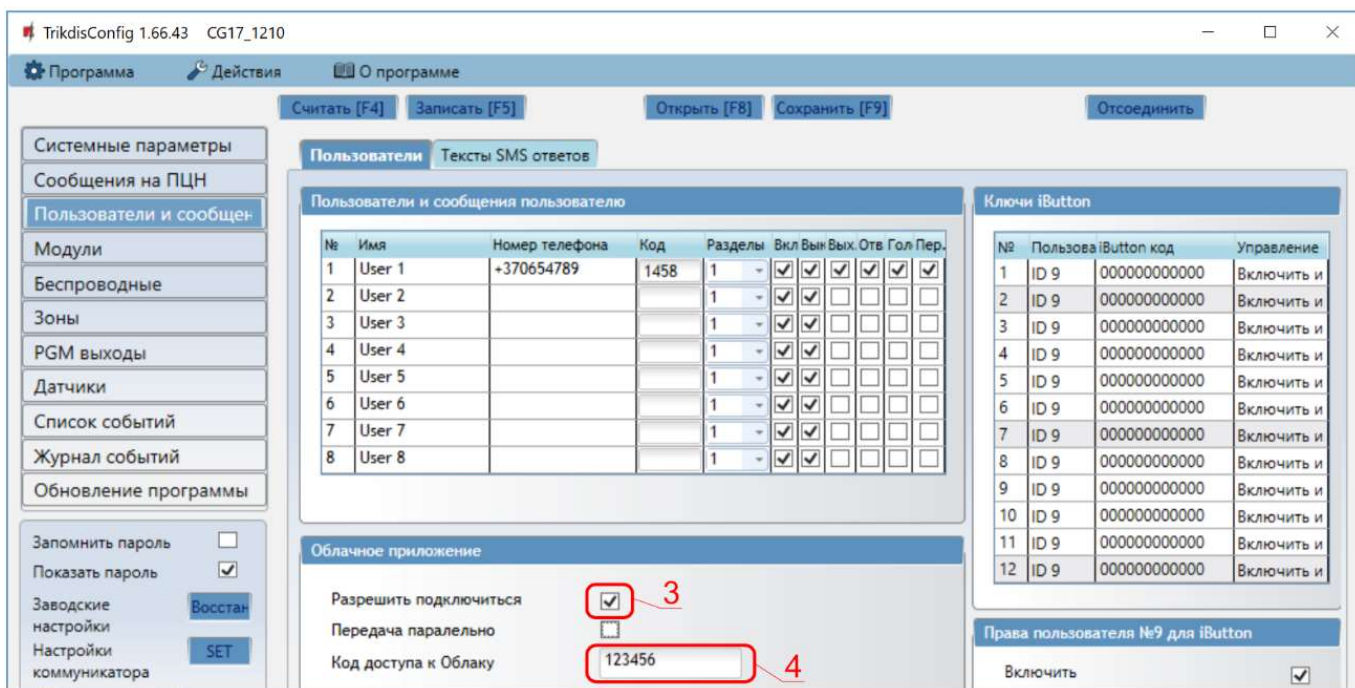 TrikdisConfig 1.66.43 CG17_1210
Программа Действия О программе
Считать [F4] Записать [F5] Открыть [F8] Сохранить [F9] Отсоединить
Системные параметры
Сообщения на ПЦН
Пользователи и сообщен
Модули
Беспроводные
Зоны
PGM выходы
Датчики
Список событий
Журнал событий
Обновление программы
Запомнить пароль
Показать пароль
Заводские настройки Восстан
Настройки коммуникатора SET
Пользователи Тексты SMS ответов
Пользователи и сообщения пользователю
№ Имя Номер телефона Код Разделы Вкл Вык Вых. Отв Гол Пер.
1 User 1 +370654789 1458 1
2 User 2 1
3 User 3 1
4 User 4 1
5 User 5 1
6 User 6 1
7 User 7 1
8 User 8 1
Облачное приложение
Разрешить подключиться 3
Передача паралельно
Код доступа к Облаку 123456 4
Ключи iButton
№ Пользова iButton код Управление
1 ID 9 000000000000 Включить и
2 ID 9 000000000000 Включить и
3 ID 9 000000000000 Включить и
4 ID 9 000000000000 Включить и
5 ID 9 000000000000 Включить и
6 ID 9 000000000000 Включить и
7 ID 9 000000000000 Включить и
8 ID 9 000000000000 Включить и
9 ID 9 000000000000 Включить и
10 ID 9 000000000000 Включить и
11 ID 9 000000000000 Включить и
12 ID 9 000000000000 Включить и
Права пользователя №9 для iButton
Включить